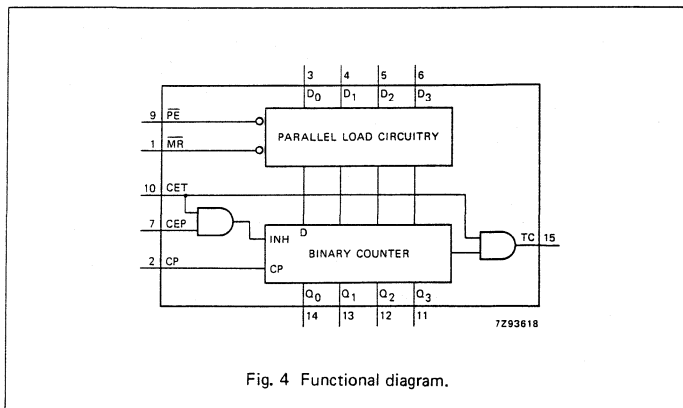 3 4 5 6
D0 D1 D2 D3
9 P̅E̅
PARALLEL LOAD CIRCUITRY
1 M̅R̅
10 CET
7 CEP
TC 15
D
INH
BINARY COUNTER
2 CP
CP
Q0 Q1 Q2 Q3
14 13 12 11
7Z93618
Fig. 4 Functional diagram.